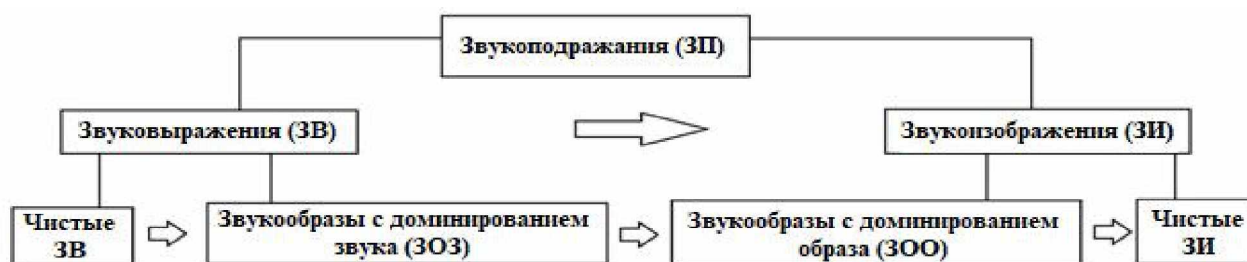 Звукоподражания (ЗП)
Звуковыражения (ЗВ)
Звукоизображения (ЗИ)
Чистые
ЗВ
Звукообразы с доминированием
звука (ЗОЗ)
Звукообразы с доминированием
образа (ЗОО)
Чистые
ЗИ